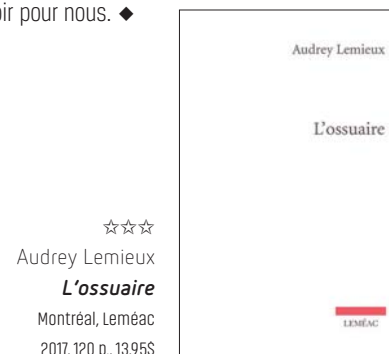 oir pour nous. ◆
☆☆☆
Audrey Lemieux
L'ossuaire
Montréal, Leméac
2017, 120 p., 13,95$
Audrey Lemieux
L'ossuaire
LEMÉAC